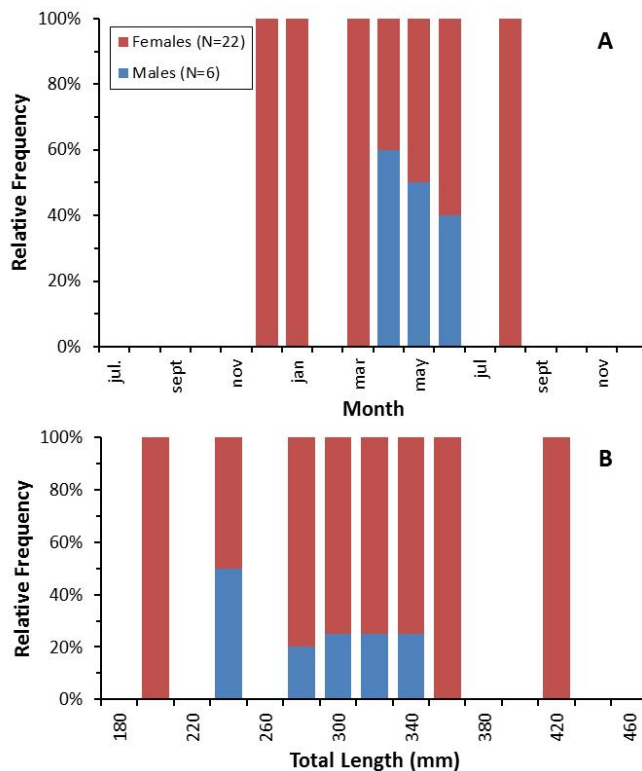 100%
80%
60%
40%
20%
0%
Relative Frequency
Females (N=22)
Males (N=6)
A
jul. sept nov jan mar may jul sept nov
Month
100%
80%
60%
40%
20%
0%
Relative Frequency
B
180 220 260 300 340 380 420 460
Total Length (mm)